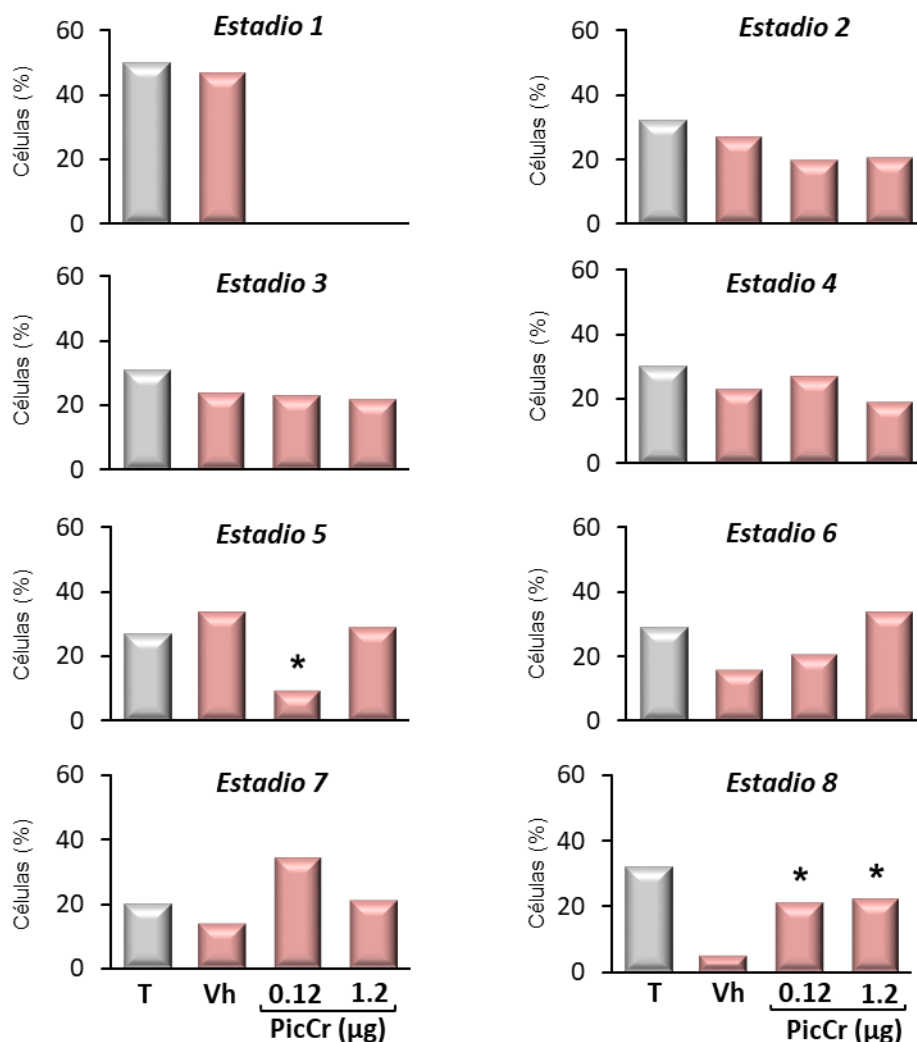 Estadio 1
Células (%)
60
40
20
0
Estadio 2
Células (%)
60
40
20
0
Estadio 3
Células (%)
60
40
20
0
Estadio 4
Células (%)
60
40
20
0
Estadio 5
Células (%)
60
40
20
0
*
Estadio 6
Células (%)
60
40
20
0
Estadio 7
Células (%)
60
40
20
0
T Vh 0.12 1.2
PicCr (µg)
Estadio 8
Células (%)
60
40
20
0
* *
T Vh 0.12 1.2
PicCr (µg)